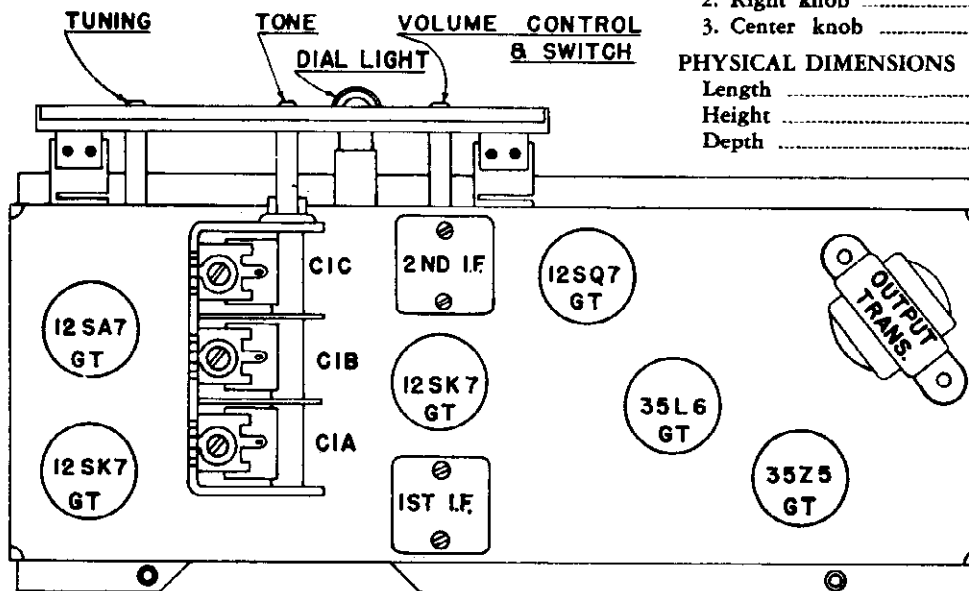 2. Right knob
3. Center knob
PHYSICAL DIMENSIONS
Length
Height
Depth
TUNING
TONE
VOLUME CONTROL
& SWITCH
DIAL LIGHT
C1C
2ND I.F.
12SQ7
GT
OUTPUT
TRANS.
12SA7
GT
C1B
12SK7
GT
35L6
GT
C1A
12SK7
GT
1ST I.F.
35Z5
GT